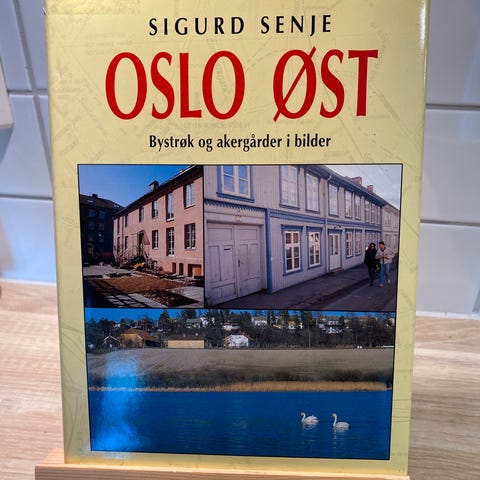 SIGURD SENJE
OSLO ØST
Bystrøk og akergårder i bilder